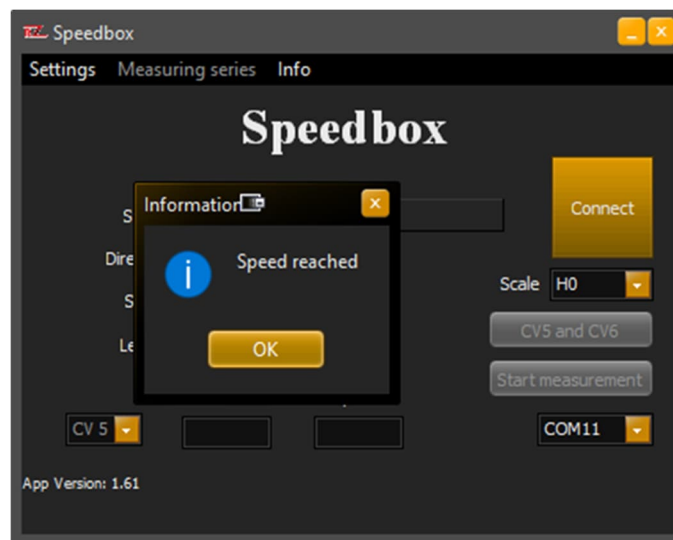 Speedbox
Settings Measuring series Info
Speedbox
Information
Connect
Speed reached
Scale H0
CV5 and CV6
OK
Start measurement
CV 5
COM11
App Version: 1.61